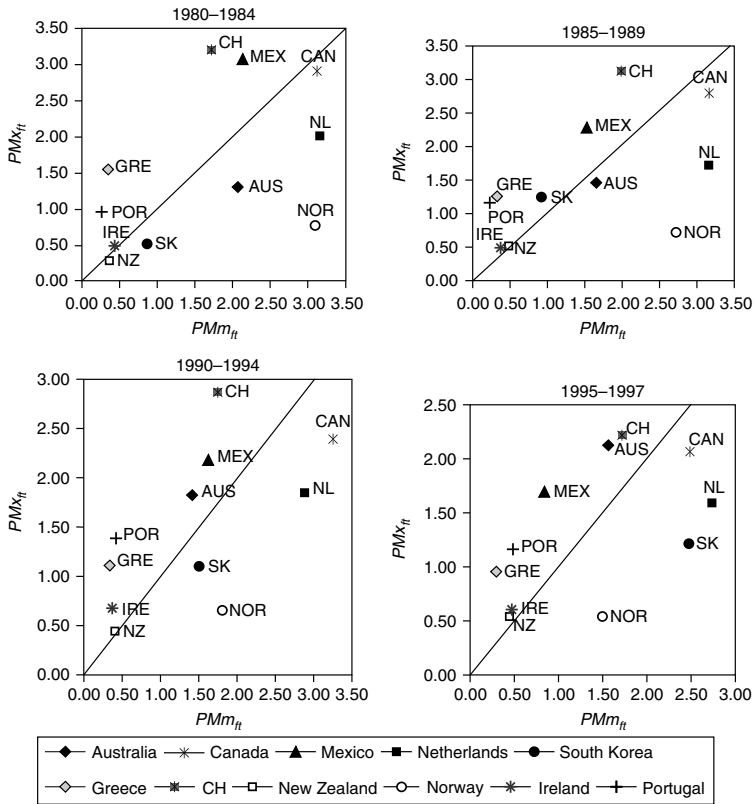 1980–1984
3.50
3.00
2.50
2.00
1.50
1.00
0.50
0.00
PMx_ft
CH
MEX
CAN
NL
GRE
AUS
POR
NOR
IRE
SK
NZ
0.00 0.50 1.00 1.50 2.00 2.50 3.00 3.50
PMm_ft
1985–1989
3.50
3.00
2.50
2.00
1.50
1.00
0.50
0.00
PMx_ft
CH
CAN
MEX
NL
GRE
SK
AUS
POR
IRE
NOR
NZ
0.00 0.50 1.00 1.50 2.00 2.50 3.00 3.50
PMm_ft
1990–1994
3.00
2.50
2.00
1.50
1.00
0.50
0.00
PMx_ft
CH
CAN
MEX
AUS
NL
POR
GRE
SK
IRE
NOR
NZ
0.00 0.50 1.00 1.50 2.00 2.50 3.00 3.50
PMm_ft
1995–1997
2.50
2.00
1.50
1.00
0.50
0.00
PMx_ft
CH
AUS
CAN
MEX
NL
POR
SK
GRE
IRE
NZ
NOR
0.00 0.50 1.00 1.50 2.00 2.50 3.00
PMm_ft
Australia Canada Mexico Netherlands South Korea
Greece CH New Zealand Norway Ireland Portugal